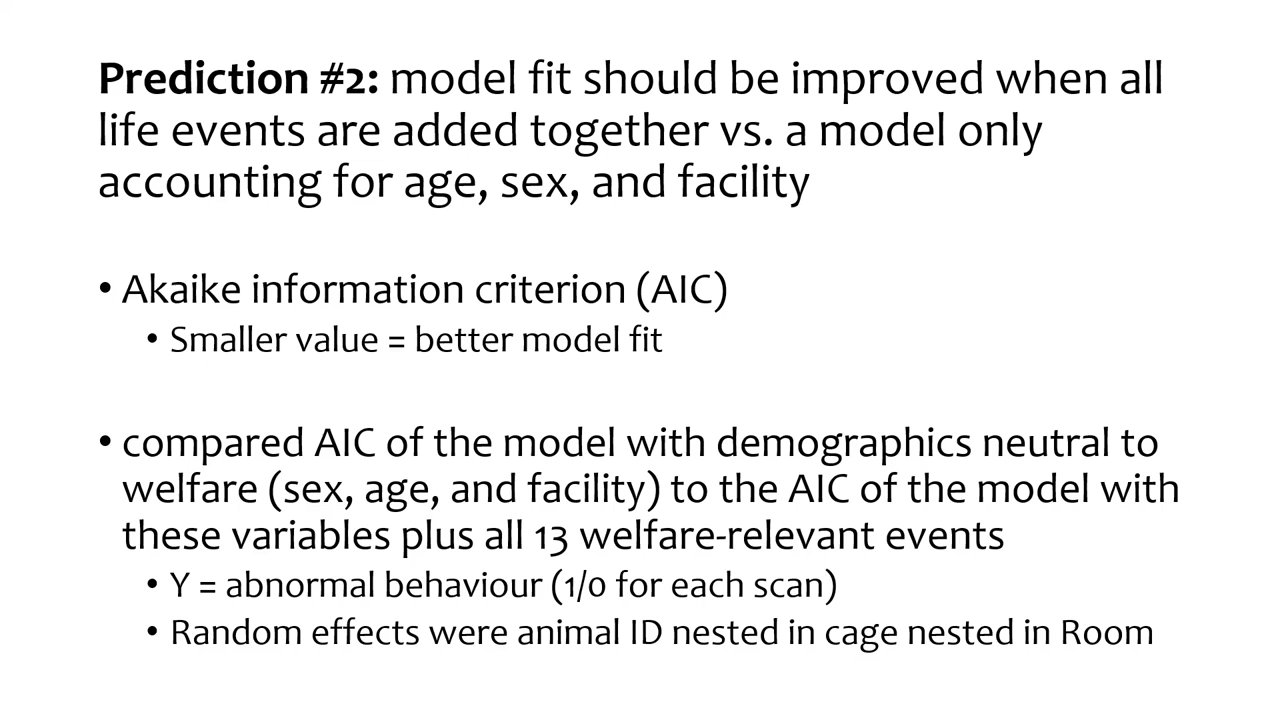 Prediction #2: model fit should be improved when all
life events are added together vs. a model only
accounting for age, sex, and facility
• Akaike information criterion (AIC)
• Smaller value = better model fit
• compared AIC of the model with demographics neutral to
welfare (sex, age, and facility) to the AIC of the model with
these variables plus all 13 welfare-relevant events
• Y = abnormal behaviour (1/0 for each scan)
• Random effects were animal ID nested in cage nested in Room